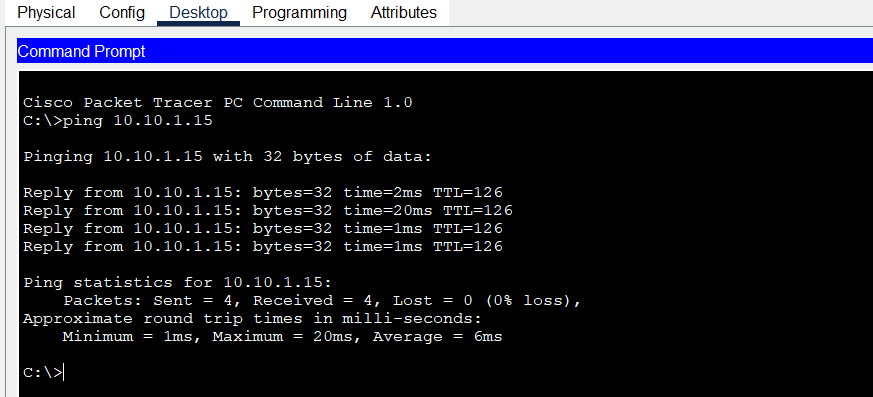 Physical Config Desktop Programming Attributes
Command Prompt
Cisco Packet Tracer PC Command Line 1.0
C:\>ping 10.10.1.15
Pinging 10.10.1.15 with 32 bytes of data:
Reply from 10.10.1.15: bytes=32 time=2ms TTL=126
Reply from 10.10.1.15: bytes=32 time=20ms TTL=126
Reply from 10.10.1.15: bytes=32 time=1ms TTL=126
Reply from 10.10.1.15: bytes=32 time=1ms TTL=126
Ping statistics for 10.10.1.15:
Packets: Sent = 4, Received = 4, Lost = 0 (0% loss),
Approximate round trip times in milli-seconds:
Minimum = 1ms, Maximum = 20ms, Average = 6ms
C:\>